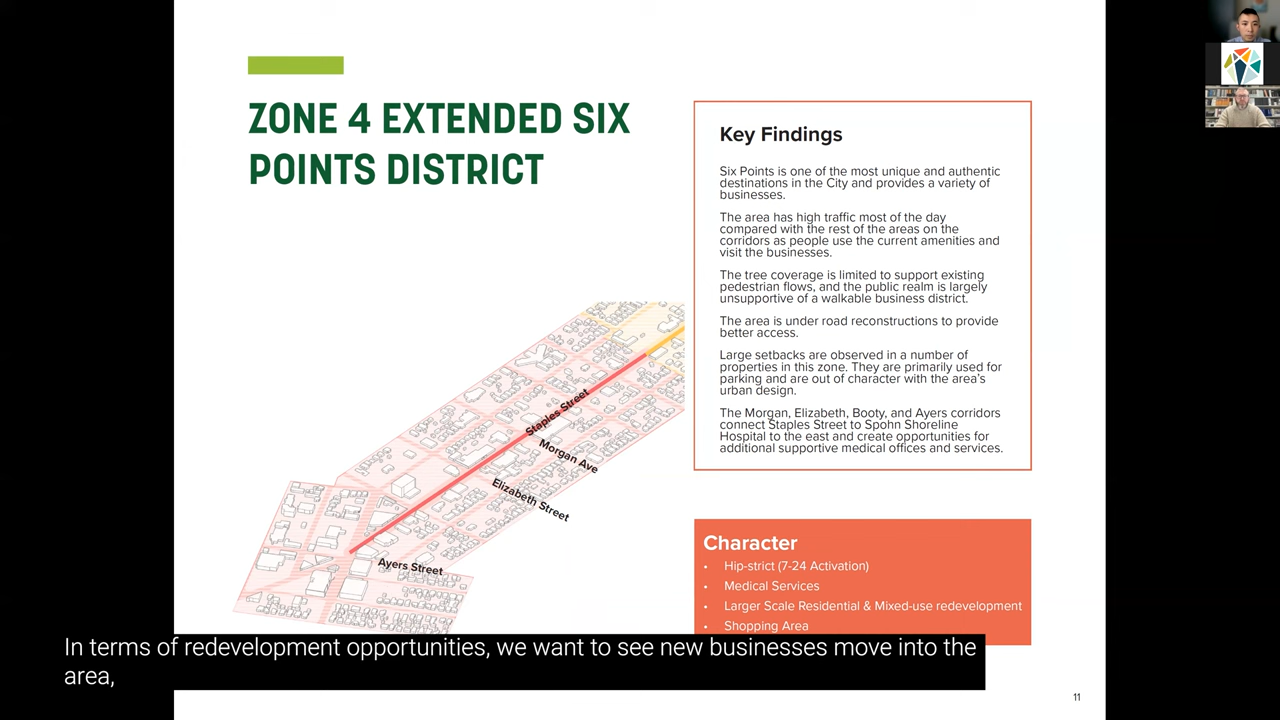 ZONE 4 EXTENDED SIX
POINTS DISTRICT
Key Findings
Six Points is one of the most unique and authentic
destinations in the City and provides a variety of
businesses.
The area has high traffic most of the day
compared with the rest of the areas on the
corridors as people use the current amenities and
visit the businesses.
The tree coverage is limited to support existing
pedestrian flows, and the public realm is largely
unsupportive of a walkable business district.
The area is under road reconstructions to provide
better access.
Large setbacks are observed in a number of
properties in this zone. They are primarily used for
parking and are out of character with the area's
urban design.
The Morgan, Elizabeth, Booty, and Ayers corridors
connect Staples Street to Spohn Shoreline
Hospital to the east and create opportunities for
additional supportive medical offices and services.
Staples Street
Morgan Ave
Elizabeth Street
Ayers Street
Character
• Hip-strict (7-24 Activation)
• Medical Services
• Larger Scale Residential & Mixed-use redevelopment
• Shopping Area
In terms of redevelopment opportunities, we want to see new businesses move into the
area,
11